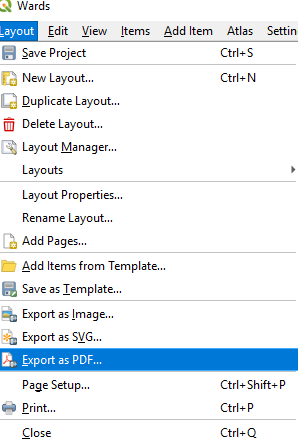 Wards
Layout Edit View Items Add Item Atlas Settin
Save Project Ctrl+S
New Layout... Ctrl+N
Duplicate Layout...
Delete Layout...
Layout Manager...
Layouts
Layout Properties...
Rename Layout...
Add Pages...
Add Items from Template...
Save as Template...
Export as Image...
Export as SVG...
Export as PDF...
Page Setup... Ctrl+Shift+P
Print... Ctrl+P
Close Ctrl+Q